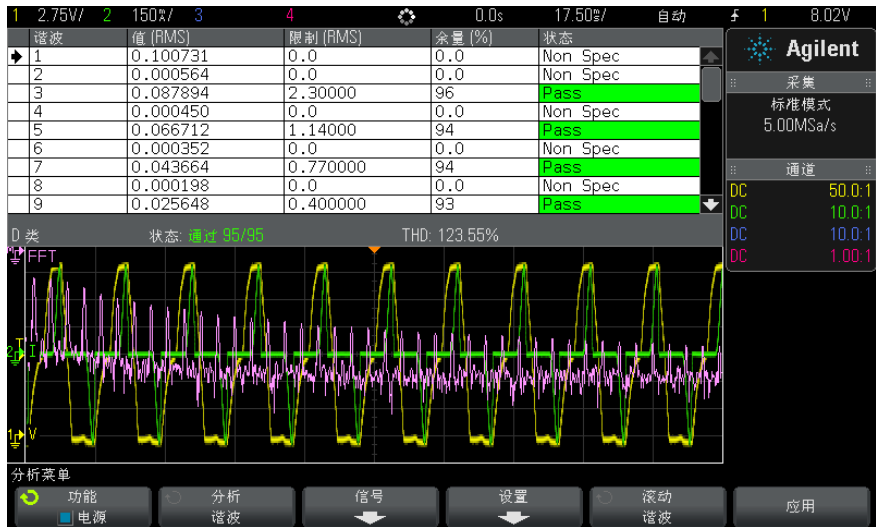 1 2.75V/ 2 150%/ 3 4 0.0s 17.50%/ 自动 1 8.02V
谐波 值 (RMS) 限制 (RMS) 余量 (%) 状态
1 0.100731 0.0 0.0 Non Spec
2 0.000564 0.0 0.0 Non Spec
3 0.087894 2.30000 96 Pass
4 0.000450 0.0 0.0 Non Spec
5 0.066712 1.14000 94 Pass
6 0.000352 0.0 0.0 Non Spec
7 0.043664 0.770000 94 Pass
8 0.000198 0.0 0.0 Non Spec
9 0.025648 0.400000 93 Pass
D 类 状态: 通过 95/95 THD: 123.55%
Agilent
采集
标准模式
5.00MSa/s
通道
DC 50.0:1
DC 10.0:1
DC 10.0:1
DC 1.00:1
FFT
2 I
1 V
分析菜单
功能
电源
分析
谐波
信号
设置
滚动
谐波
应用